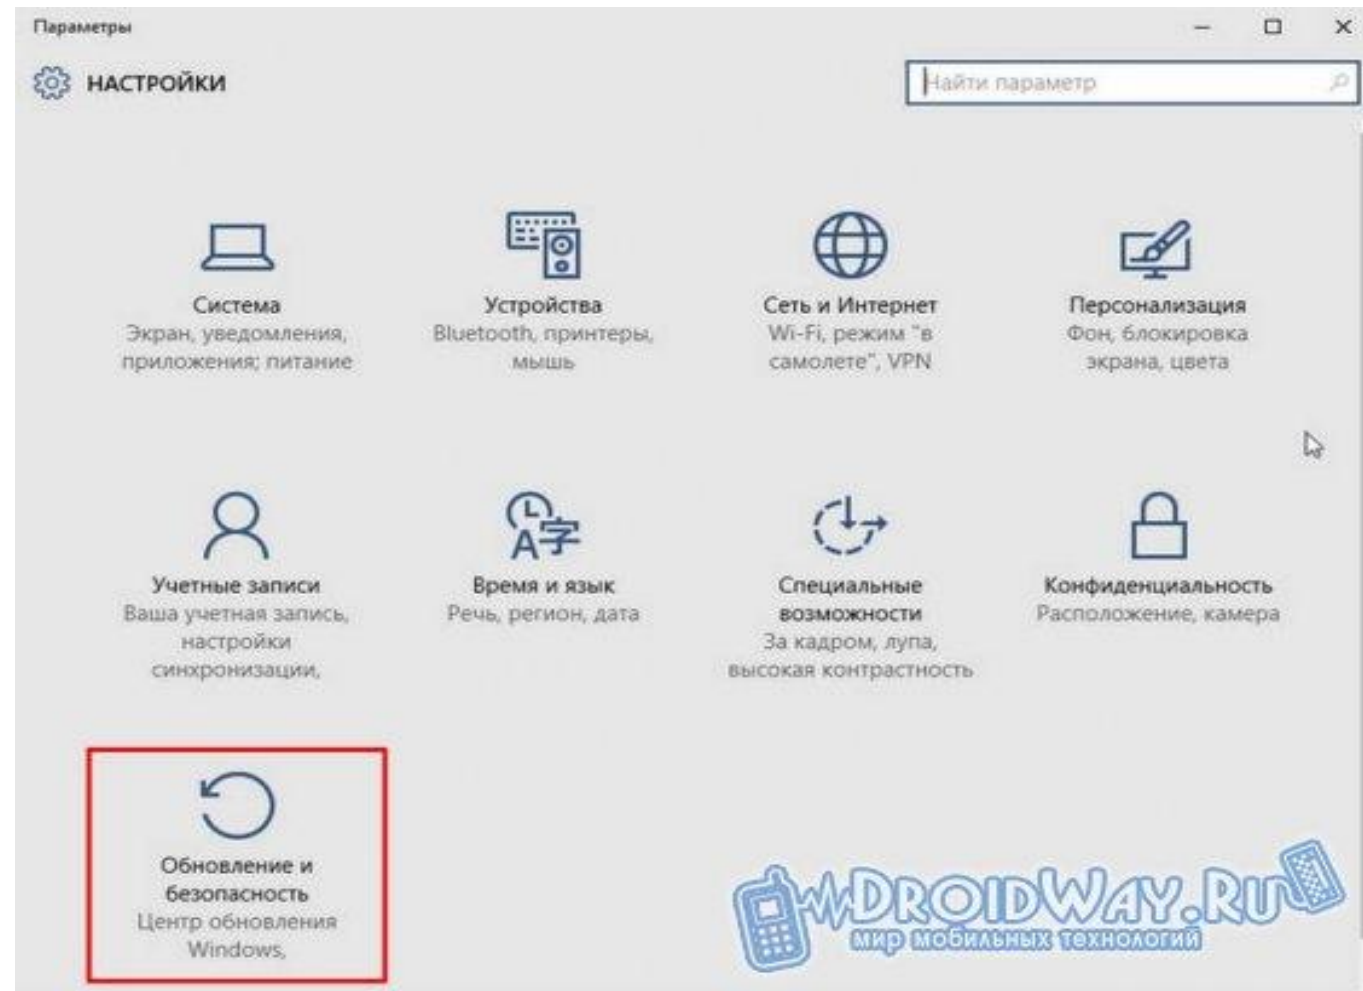 Параметры
НАСТРОЙКИ
Найти параметр
Система
Экран, уведомления,
приложения; питание
Устройства
Bluetooth, принтеры,
мышь
Сеть и Интернет
Wi-Fi, режим "в
самолете", VPN
Персонализация
Фон, блокировка
экрана, цвета
Учетные записи
Ваша учетная запись,
настройки
синхронизации,
Время и язык
Речь, регион, дата
Специальные
возможности
За кадром, лупа,
высокая контрастность
Конфиденциальность
Расположение, камера
Обновление и
безопасность
Центр обновления
Windows,
DROIDWAY.RU
мир мобильных технологий